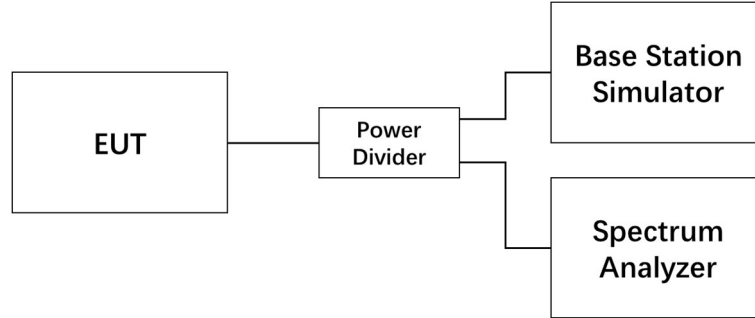 EUT
Power
Divider
Base Station
Simulator
Spectrum
Analyzer